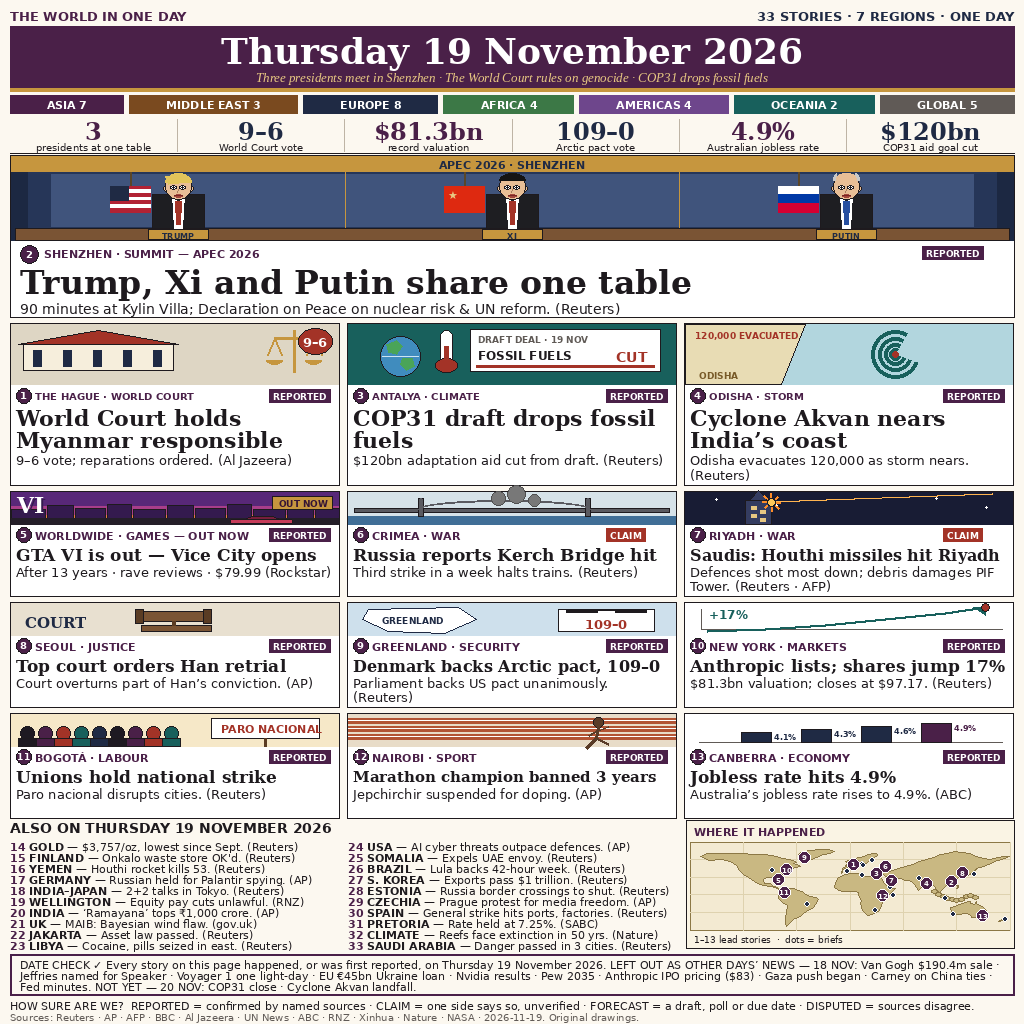 THE WORLD IN ONE DAY
33 STORIES · 7 REGIONS · ONE DAY
Thursday 19 November 2026
Three presidents meet in Shenzhen · The World Court rules on genocide · COP31 drops fossil fuels
ASIA 7
MIDDLE EAST 3
EUROPE 8
AFRICA 4
AMERICAS 4
OCEANIA 2
GLOBAL 5
3
presidents at one table
9–6
World Court vote
$81.3bn
record valuation
109–0
Arctic pact vote
4.9%
Australian jobless rate
$120bn
COP31 aid goal cut
APEC 2026 · SHENZHEN
TRUMP
XI
PUTIN
2 SHENZHEN · SUMMIT — APEC 2026
REPORTED
Trump, Xi and Putin share one table
90 minutes at Kylin Villa; Declaration on Peace on nuclear risk & UN reform. (Reuters)
9–6
1 THE HAGUE · WORLD COURT
REPORTED
World Court holds
Myanmar responsible
9–6 vote; reparations ordered. (Al Jazeera)
DRAFT DEAL · 19 NOV
FOSSIL FUELS
CUT
3 ANTALYA · CLIMATE
REPORTED
COP31 draft drops fossil
fuels
$120bn adaptation aid cut from draft. (Reuters)
120,000 EVACUATED
ODISHA
4 ODISHA · STORM
REPORTED
Cyclone Akvan nears
India’s coast
Odisha evacuates 120,000 as storm nears.
(Reuters)
VI
OUT NOW
5 WORLDWIDE · GAMES — OUT NOW
REPORTED
GTA VI is out — Vice City opens
After 13 years · rave reviews · $79.99 (Rockstar)
6 CRIMEA · WAR
CLAIM
Russia reports Kerch Bridge hit
Third strike in a week halts trains. (Reuters)
7 RIYADH · WAR
CLAIM
Saudis: Houthi missiles hit Riyadh
Defences shot most down; debris damages PIF
Tower. (Reuters · AFP)
COURT
8 SEOUL · JUSTICE
REPORTED
Top court orders Han retrial
Court overturns part of Han’s conviction. (AP)
GREENLAND
109–0
9 GREENLAND · SECURITY
REPORTED
Denmark backs Arctic pact, 109–0
Parliament backs US pact unanimously.
(Reuters)
+17%
10 NEW YORK · MARKETS
REPORTED
Anthropic lists; shares jump 17%
$81.3bn valuation; closes at $97.17. (Reuters)
PARO NACIONAL
11 BOGOTÁ · LABOUR
REPORTED
Unions hold national strike
Paro nacional disrupts cities. (Reuters)
12 NAIROBI · SPORT
REPORTED
Marathon champion banned 3 years
Jepchirchir suspended for doping. (AP)
4.1%
4.3%
4.6%
4.9%
13 CANBERRA · ECONOMY
REPORTED
Jobless rate hits 4.9%
Australia’s jobless rate rises to 4.9%. (ABC)
ALSO ON THURSDAY 19 NOVEMBER 2026
14 GOLD — $3,757/oz, lowest since Sept. (Reuters)
15 FINLAND — Onkalo waste store OK'd. (Reuters)
16 YEMEN — Houthi rocket kills 53. (Reuters)
17 GERMANY — Russian held for Palantir spying. (AP)
18 INDIA–JAPAN — 2+2 talks in Tokyo. (Reuters)
19 WELLINGTON — Equity pay cuts unlawful. (RNZ)
20 INDIA — ‘Ramayana’ tops ₹1,000 crore. (AP)
21 UK — MAIB: Bayesian wind flaw. (gov.uk)
22 JAKARTA — Asset law passed. (Reuters)
23 LIBYA — Cocaine, pills seized in east. (Reuters)
24 USA — AI cyber threats outpace defences. (AP)
25 SOMALIA — Expels UAE envoy. (Reuters)
26 BRAZIL — Lula backs 42-hour week. (Reuters)
27 S. KOREA — Exports pass $1 trillion. (Reuters)
28 ESTONIA — Russia border crossings to shut. (Reuters)
29 CZECHIA — Prague protest for media freedom. (AP)
30 SPAIN — General strike hits ports, factories. (Reuters)
31 PRETORIA — Rate held at 7.25%. (SABC)
32 CLIMATE — Reefs face extinction in 50 yrs. (Nature)
33 SAUDI ARABIA — Danger passed in 3 cities. (Reuters)
WHERE IT HAPPENED
9
10
5
11
1
3
6
7
12
4
2
8
13
1–13 lead stories · dots = briefs
DATE CHECK ✓ Every story on this page happened, or was first reported, on Thursday 19 November 2026. LEFT OUT AS OTHER DAYS’ NEWS — 18 NOV: Van Gogh $190.4m sale ·
Jeffries named for Speaker · Voyager 1 one light-day · EU €45bn Ukraine loan · Nvidia results · Pew 2035 · Anthropic IPO pricing ($83) · Gaza push began · Carney on China ties ·
Fed minutes. NOT YET — 20 NOV: COP31 close · Cyclone Akvan landfall.
HOW SURE ARE WE? REPORTED = confirmed by named sources · CLAIM = one side says so, unverified · FORECAST = a draft, poll or due date · DISPUTED = sources disagree.
Sources: Reuters · AP · AFP · BBC · Al Jazeera · UN News · ABC · RNZ · Xinhua · Nature · NASA · 2026-11-19. Original drawings.